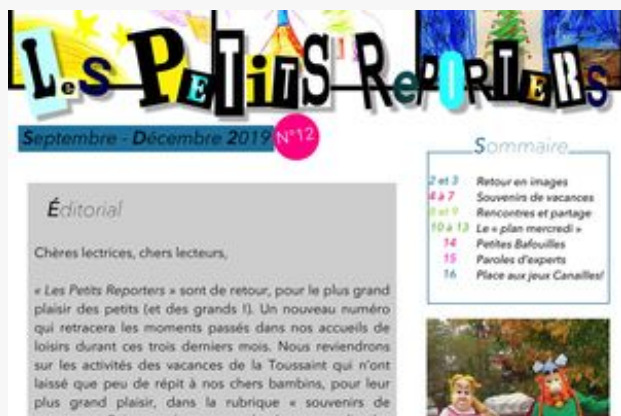 Les Petits Reporters
Septembre - Décembre 2019
N°12
Sommaire
2 et 3 Retour en images
4 à 7 Souvenirs de vacances
8 et 9 Rencontres et partage
10 à 13 Le « plan mercredi »
14 Petites Bafouilles
15 Paroles d'experts
16 Place aux jeux Canailles!
Éditorial
Chères lectrices, chers lecteurs,
« Les Petits Reporters » sont de retour, pour le plus grand
plaisir des petits (et des grands !). Un nouveau numéro
qui retracera les moments passés dans nos accueils de
loisirs durant ces trois derniers mois. Nous reviendrons
sur les activités des vacances de la Toussaint qui n'ont
laissé que peu de répit à nos chers bambins, pour leur
plus grand plaisir, dans la rubrique « souvenirs de